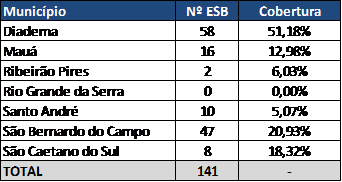 Município Nº ESB Cobertura
Diadema 58 51,18%
Mauá 16 12,98%
Ribeirão Pires 2 6,03%
Rio Grande da Serra 0 0,00%
Santo André 10 5,07%
São Bernardo do Campo 47 20,93%
São Caetano do Sul 8 18,32%
TOTAL 141 -